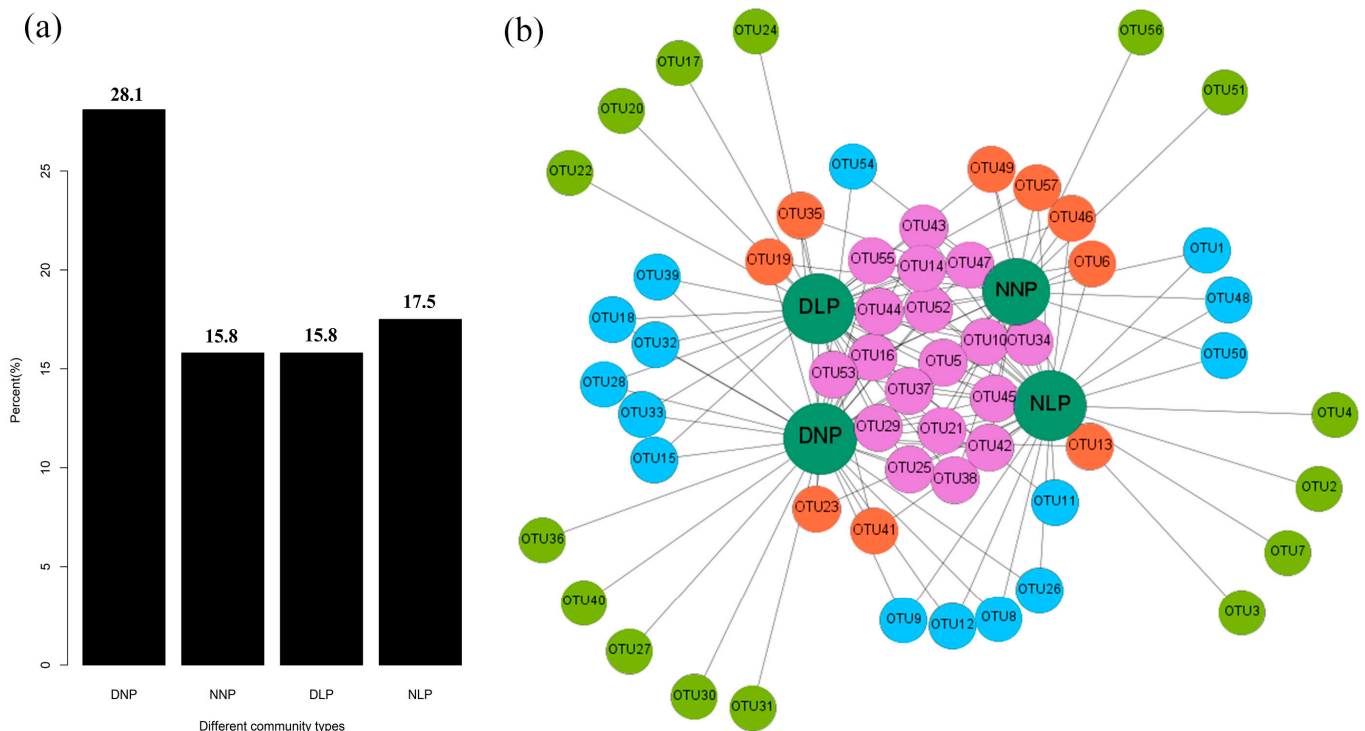 (a)
28.1
15.8
15.8
17.5
Percent(%)
25
20
15
10
5
0
DNP
NNP
DLP
NLP
Different community types
(b)
OTU24
OTU56
OTU17
OTU51
OTU20
OTU22
OTU54
OTU49
OTU57
OTU35
OTU46
OTU43
OTU1
OTU19
OTU55
OTU14
OTU47
OTU6
OTU39
NNP
OTU48
DLP
OTU44
OTU52
OTU18
OTU32
OTU10
OTU34
OTU50
OTU16
OTU5
OTU53
OTU28
OTU37
OTU45
NLP
OTU33
OTU4
DNP
OTU29
OTU21
OTU42
OTU13
OTU15
OTU25
OTU38
OTU2
OTU11
OTU23
OTU41
OTU36
OTU7
OTU26
OTU40
OTU9
OTU12
OTU8
OTU3
OTU27
OTU30
OTU31